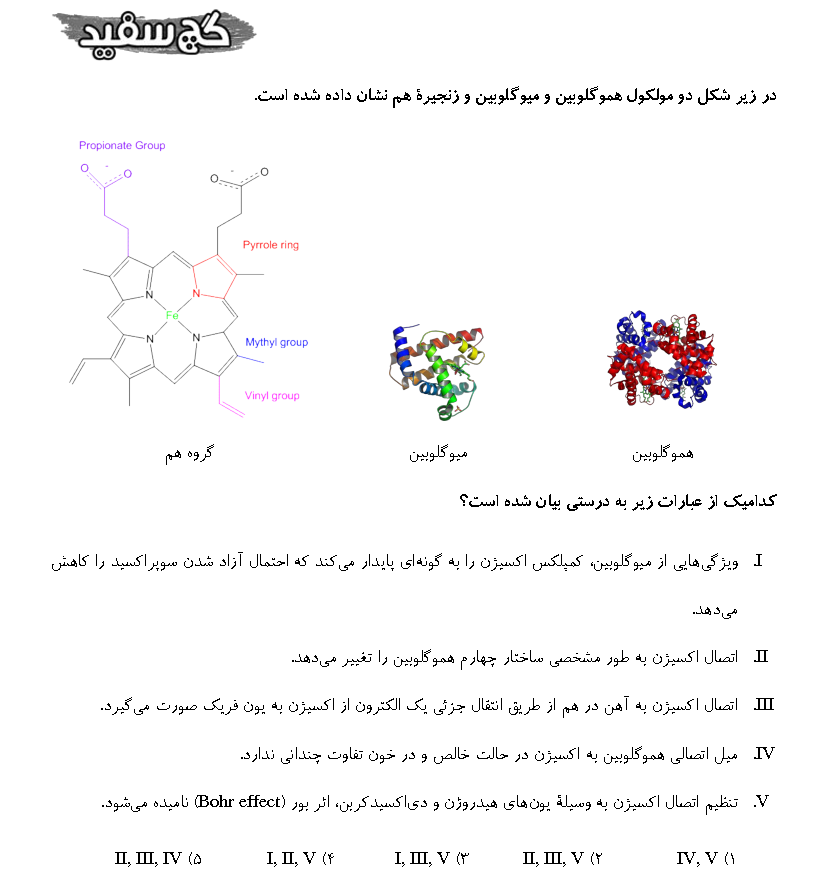 گچ سفید
در زیر شکل دو مولکول هموگلوبین و میوگلوبین و زنجیرهٔ هم نشان داده شده است.
Propionate Group
O - O
O - O
Pyrrole ring
N N
Fe
N N
Mythyl group
Vinyl group
هموگلوبین
میوگلوبین
گروه هم
کدامیک از عبارات زیر به درستی بیان شده است؟
I. ویژگی‌هایی از میوگلوبین، کمپلکس اکسیژن را به گونه‌ای پایدار می‌کند که احتمال آزاد شدن سوپراکسید را کاهش
می‌دهد.
II. اتصال اکسیژن به طور مشخصی ساختار چهارم هموگلوبین را تغییر می‌دهد.
III. اتصال اکسیژن به آهن در هم از طریق انتقال جزئی یک الکترون از اکسیژن به یون فریک صورت می‌گیرد.
IV. میل اتصالی هموگلوبین به اکسیژن در حالت خالص و در خون تفاوت چندانی ندارد.
V. تنظیم اتصال اکسیژن به وسیلهٔ یون‌های هیدروژن و دی‌اکسیدکربن، اثر بور (Bohr effect) نامیده می‌شود.
۱) IV, V ۲) II, III, V ۳) I, III, V ۴) I, II, V ۵) II, III, IV